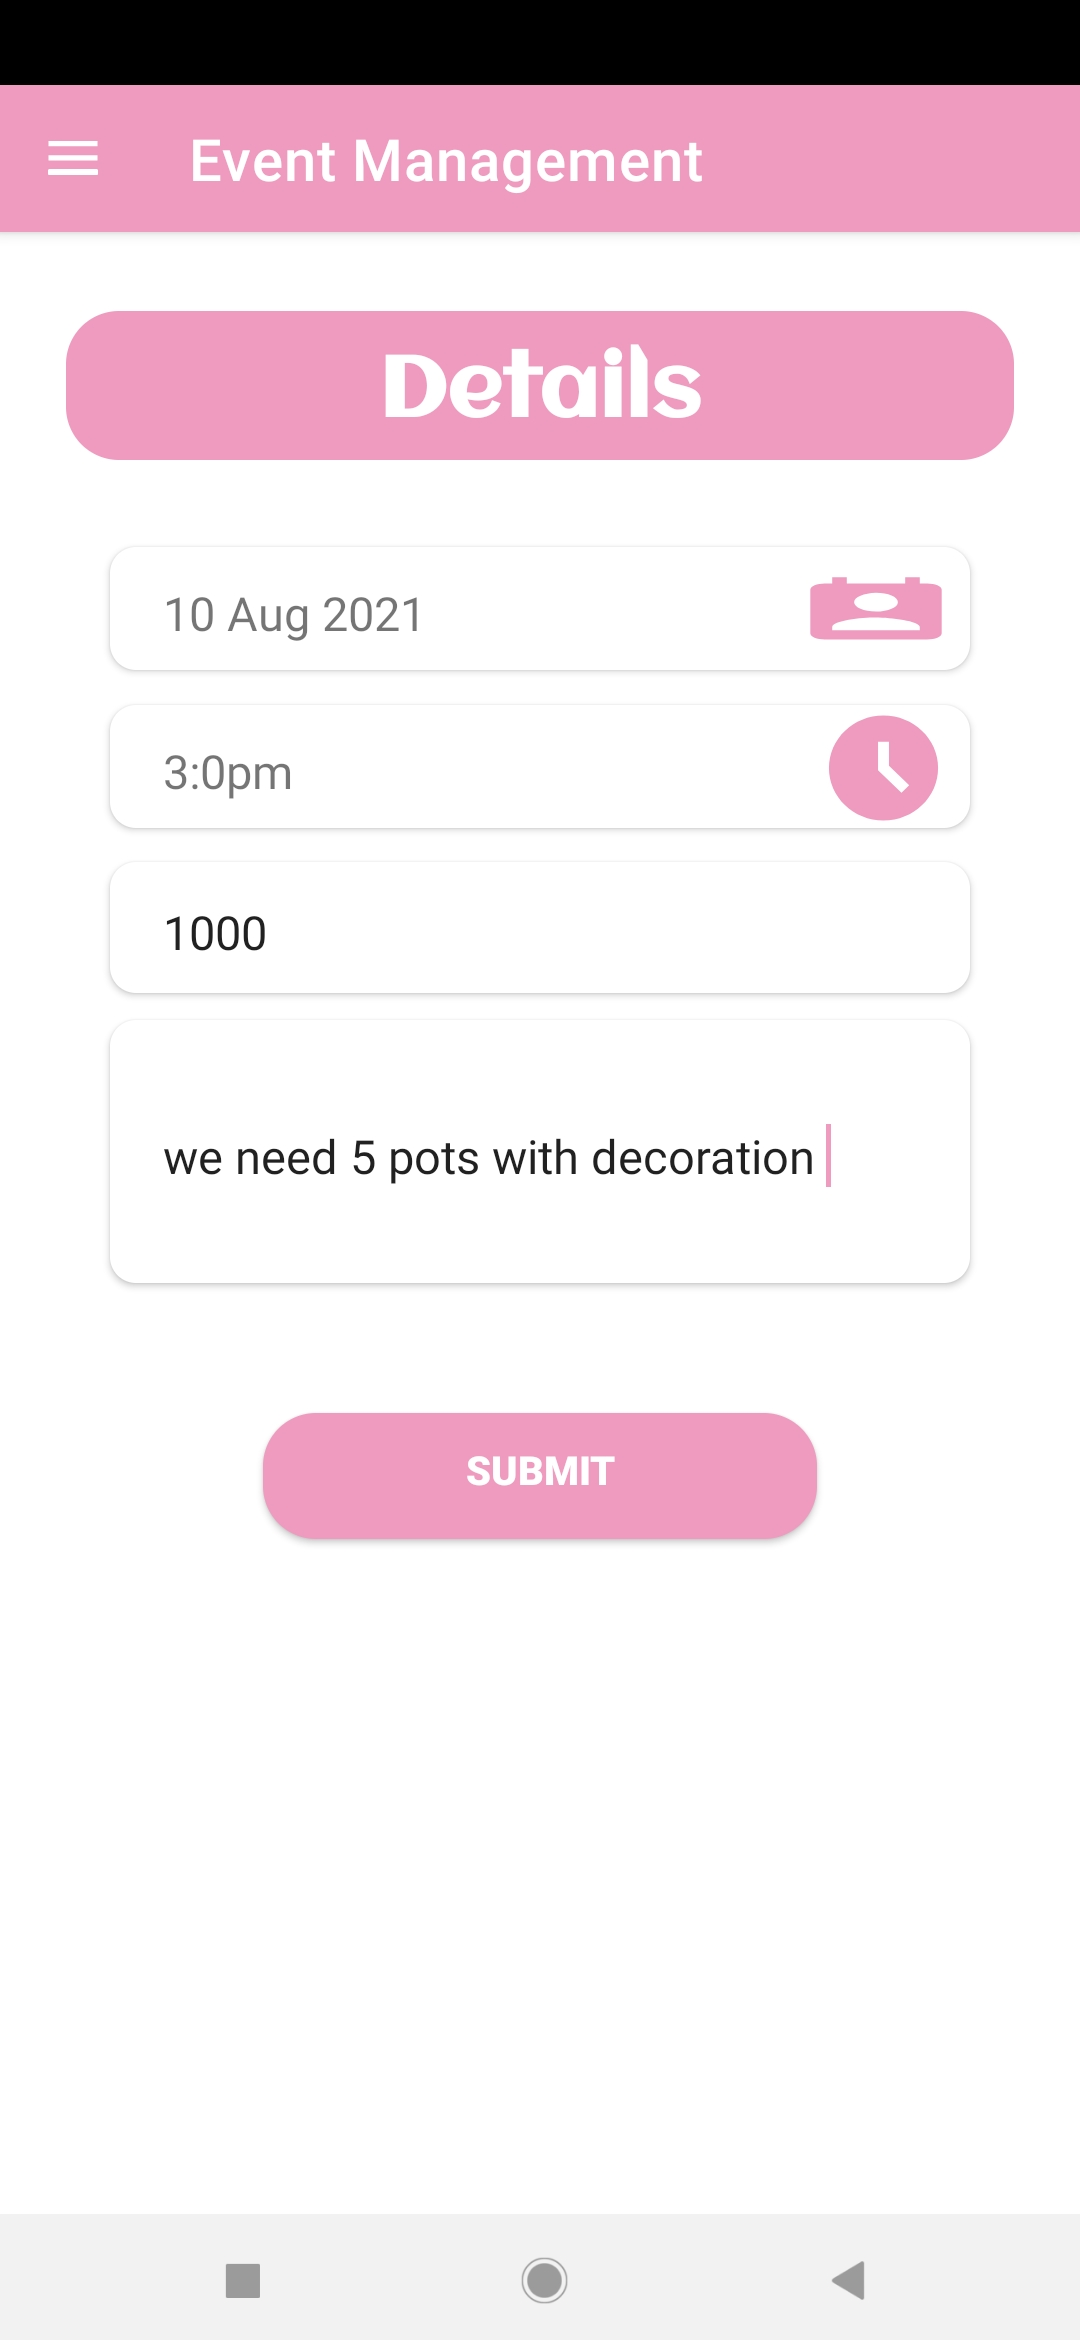 Event Management
Details
10 Aug 2021
3:0pm
1000
we need 5 pots with decoration
SUBMIT